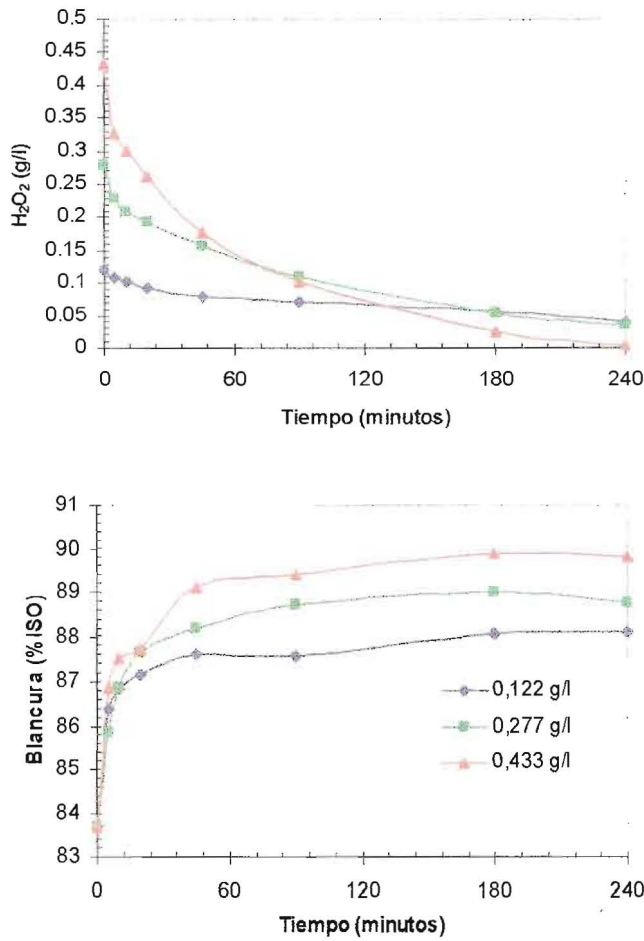 0.5
0.45
0.4
0.35
0.3
0.25
0.2
0.15
0.1
0.05
0
H₂O₂ (g/l)
0 60 120 180 240
Tiempo (minutos)
91
90
89
88
87
86
85
84
83
Blancura (% ISO)
0,122 g/l
0,277 g/l
0,433 g/l
0 60 120 180 240
Tiempo (minutos)